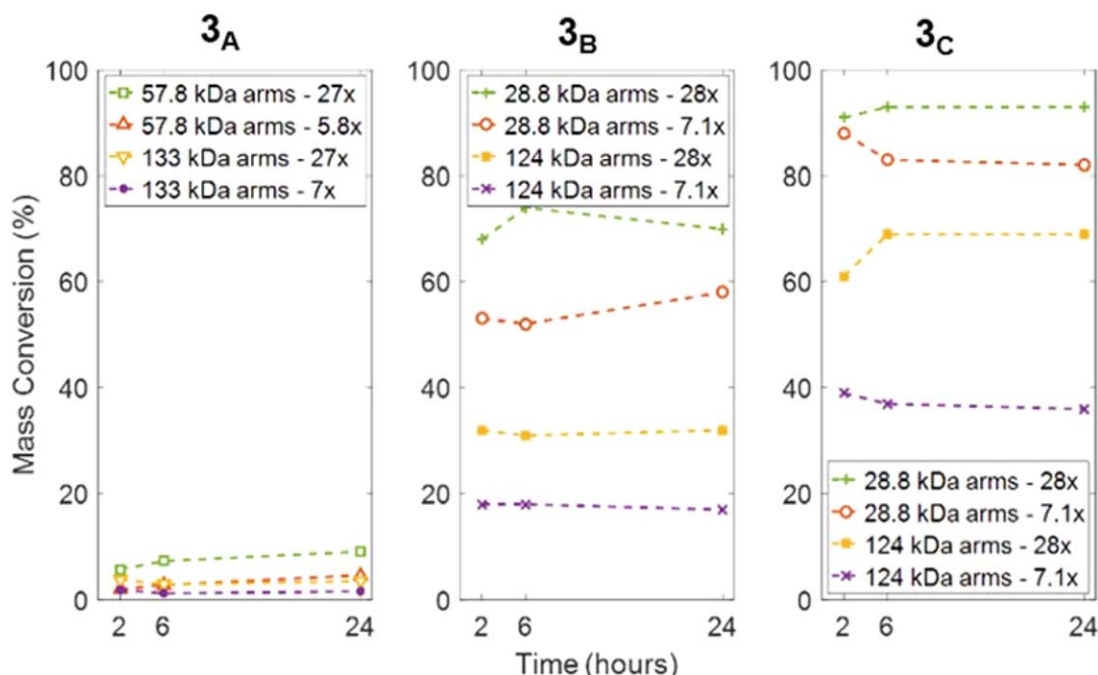 3A
3B
3C
Mass Conversion (%)
100
80
60
40
20
0
57.8 kDa arms - 27x
57.8 kDa arms - 5.8x
133 kDa arms - 27x
133 kDa arms - 7x
2
6
24
100
80
60
40
20
0
28.8 kDa arms - 28x
28.8 kDa arms - 7.1x
124 kDa arms - 28x
124 kDa arms - 7.1x
2
6
24
100
80
60
40
20
0
28.8 kDa arms - 28x
28.8 kDa arms - 7.1x
124 kDa arms - 28x
124 kDa arms - 7.1x
2
6
24
Time (hours)